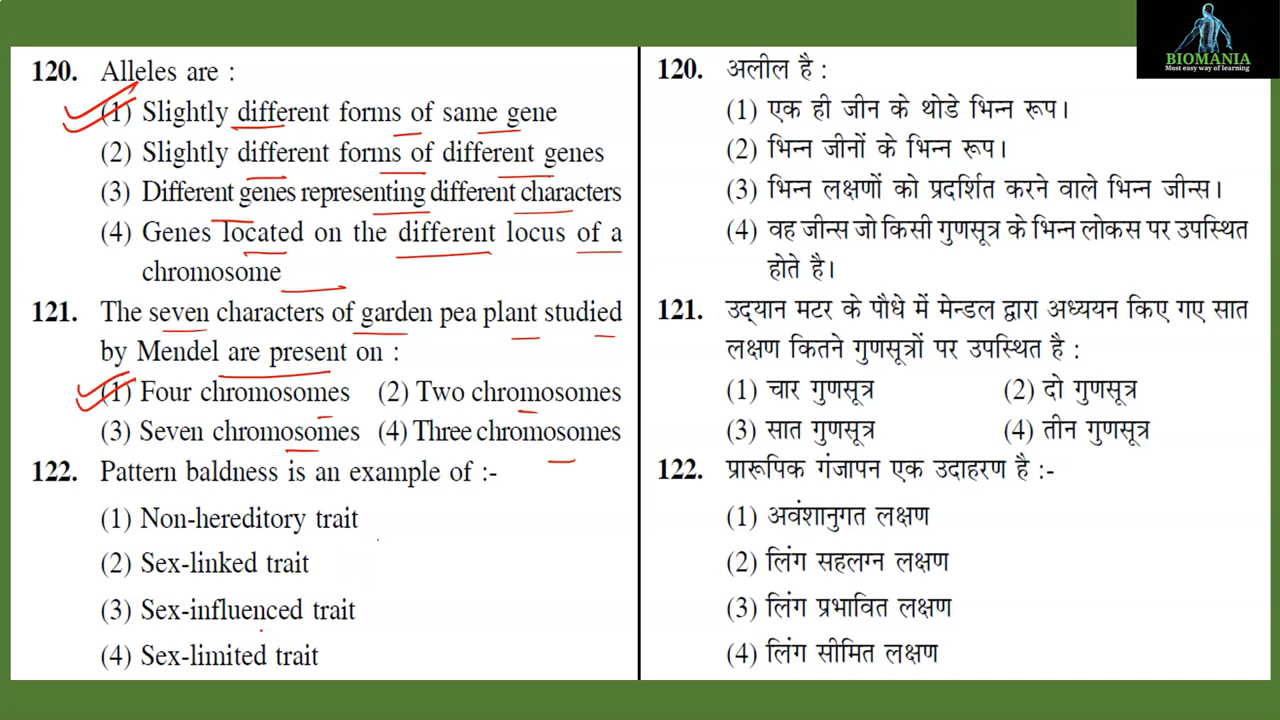 BIOMANIA
Most easy way of learning
120. Alleles are :
(1) Slightly different forms of same gene
(2) Slightly different forms of different genes
(3) Different genes representing different characters
(4) Genes located on the different locus of a
chromosome
121. The seven characters of garden pea plant studied
by Mendel are present on :
(1) Four chromosomes (2) Two chromosomes
(3) Seven chromosomes (4) Three chromosomes
122. Pattern baldness is an example of :-
(1) Non-hereditory trait
(2) Sex-linked trait
(3) Sex-influenced trait
(4) Sex-limited trait
120. अलील है :
(1) एक ही जीन के थोडे भिन्न रूप।
(2) भिन्न जीनों के भिन्न रूप।
(3) भिन्न लक्षणों को प्रदर्शित करने वाले भिन्न जीन्स।
(4) वह जीन्स जो किसी गुणसूत्र के भिन्न लोकस पर उपस्थित
होते है।
121. उद्यान मटर के पौधे में मेन्डल द्वारा अध्ययन किए गए सात
लक्षण कितने गुणसूत्रों पर उपस्थित है :
(1) चार गुणसूत्र (2) दो गुणसूत्र
(3) सात गुणसूत्र (4) तीन गुणसूत्र
122. प्रारूपिक गंजापन एक उदाहरण है :-
(1) अवंशानुगत लक्षण
(2) लिंग सहलग्न लक्षण
(3) लिंग प्रभावित लक्षण
(4) लिंग सीमित लक्षण